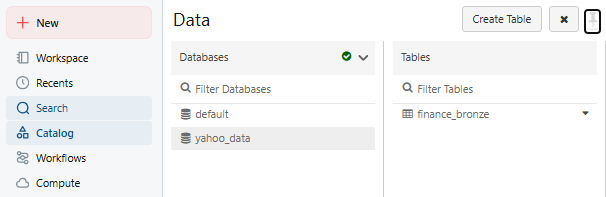 New
Workspace
Recents
Search
Catalog
Workflows
Compute
Data
Create Table
Databases
Filter Databases
default
yahoo_data
Tables
Filter Tables
finance_bronze